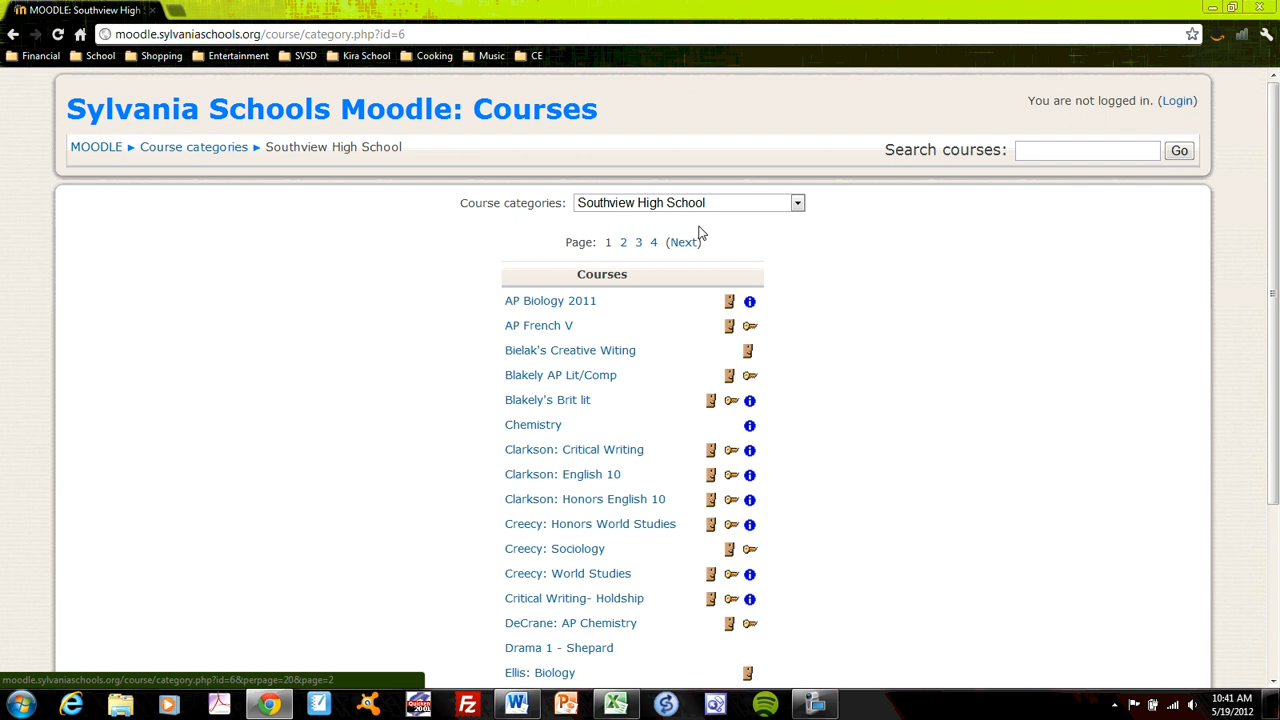 MOODLE: Southview High
moodle.sylvaniaschools.org/course/category.php?id=6
Financial School Shopping Entertainment SVSD Kira School Cooking Music CE
Sylvania Schools Moodle: Courses
You are not logged in. (Login)
MOODLE ► Course categories ► Southview High School
Search courses: Go
Course categories: Southview High School
Page: 1 2 3 4 (Next)
Courses
AP Biology 2011
AP French V
Bielak's Creative Witing
Blakely AP Lit/Comp
Blakely's Brit lit
Chemistry
Clarkson: Critical Writing
Clarkson: English 10
Clarkson: Honors English 10
Creecy: Honors World Studies
Creecy: Sociology
Creecy: World Studies
Critical Writing- Holdship
DeCrane: AP Chemistry
Drama 1 - Shepard
Ellis: Biology
moodle.sylvaniaschools.org/course/category.php?id=6&perpage=20&page=2
10:41 AM
5/19/2012